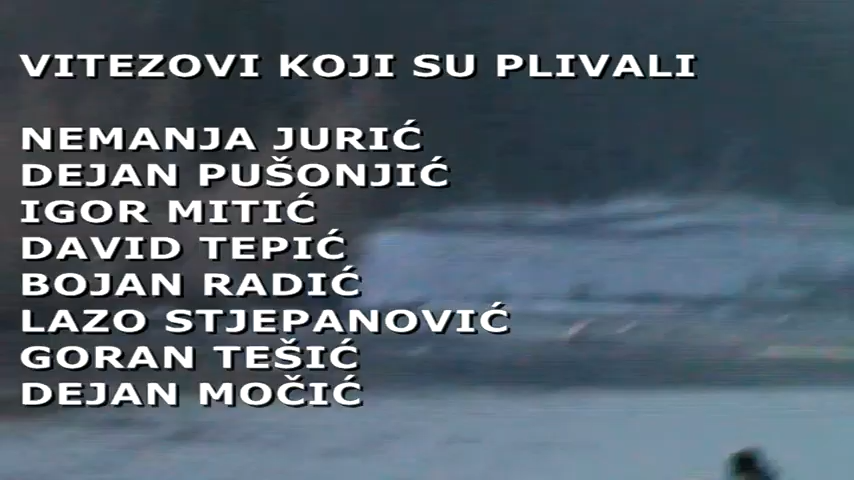 VITEZOVI KOJI SU PLIVALI
NEMANJA JURIĆ
DEJAN PUŠONJIĆ
IGOR MITIĆ
DAVID TEPIĆ
BOJAN RADIĆ
LAZO STJEPANOVIĆ
GORAN TEŠIĆ
DEJAN MOČIĆ